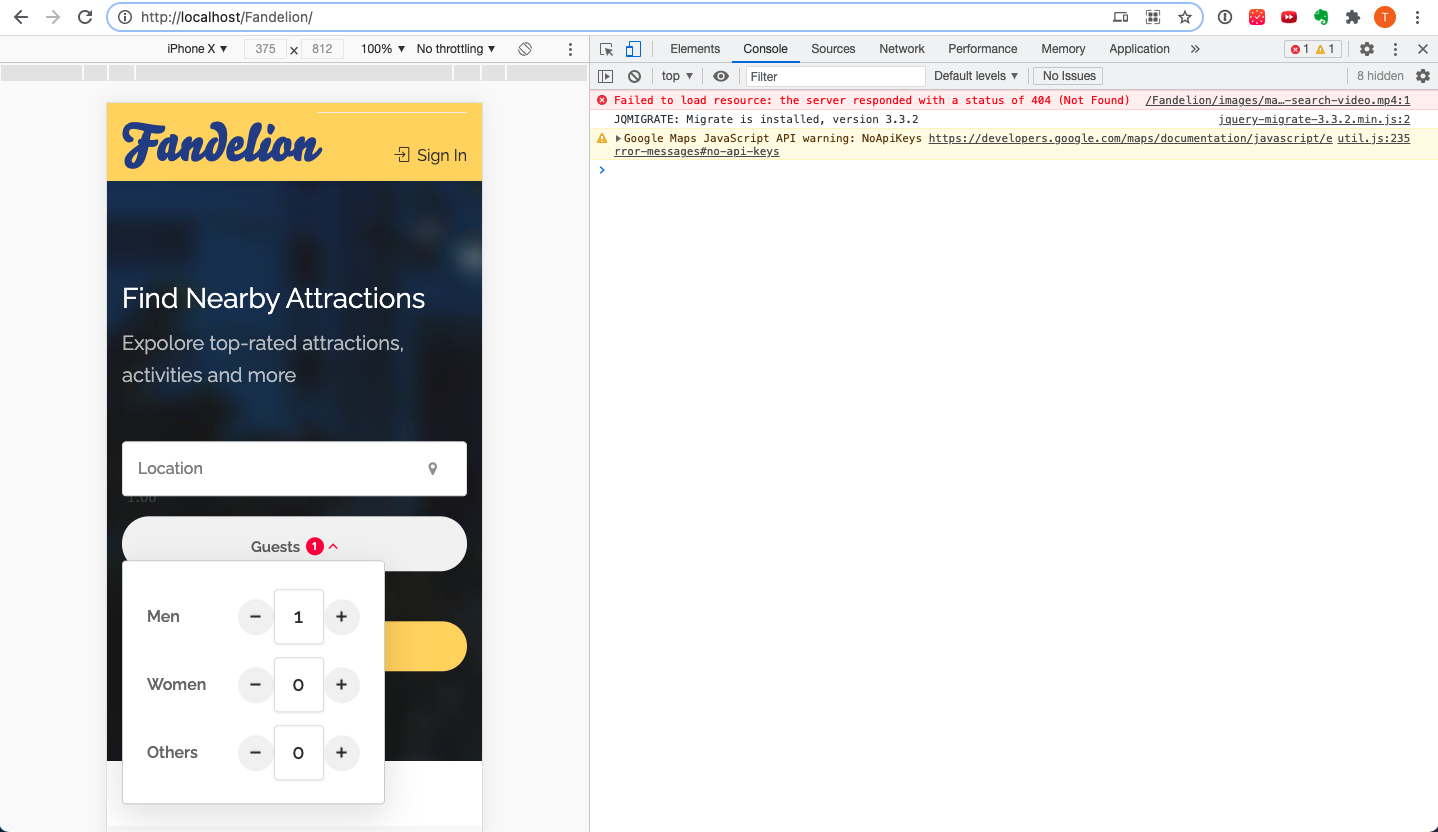 http://localhost/Fandelion/
T
iPhone X ▼ 375 x 812 100% ▼ No throttling ▼
Elements Console Sources Network Performance Memory Application » 1 1
top ▼ Filter Default levels ▼ No Issues 8 hidden
Failed to load resource: the server responded with a status of 404 (Not Found) /Fandelion/images/ma…-search-video.mp4:1
JQMIGRATE: Migrate is installed, version 3.3.2 jquery-migrate-3.3.2.min.js:2
Google Maps JavaScript API warning: NoApiKeys https://developers.google.com/maps/documentation/javascript/e util.js:235
rror-messages#no-api-keys
Fandelion
Sign In
Find Nearby Attractions
Expolore top-rated attractions,
activities and more
Location
1.00
Guests 1
Men − 1 +
Women − 0 +
Others − 0 +